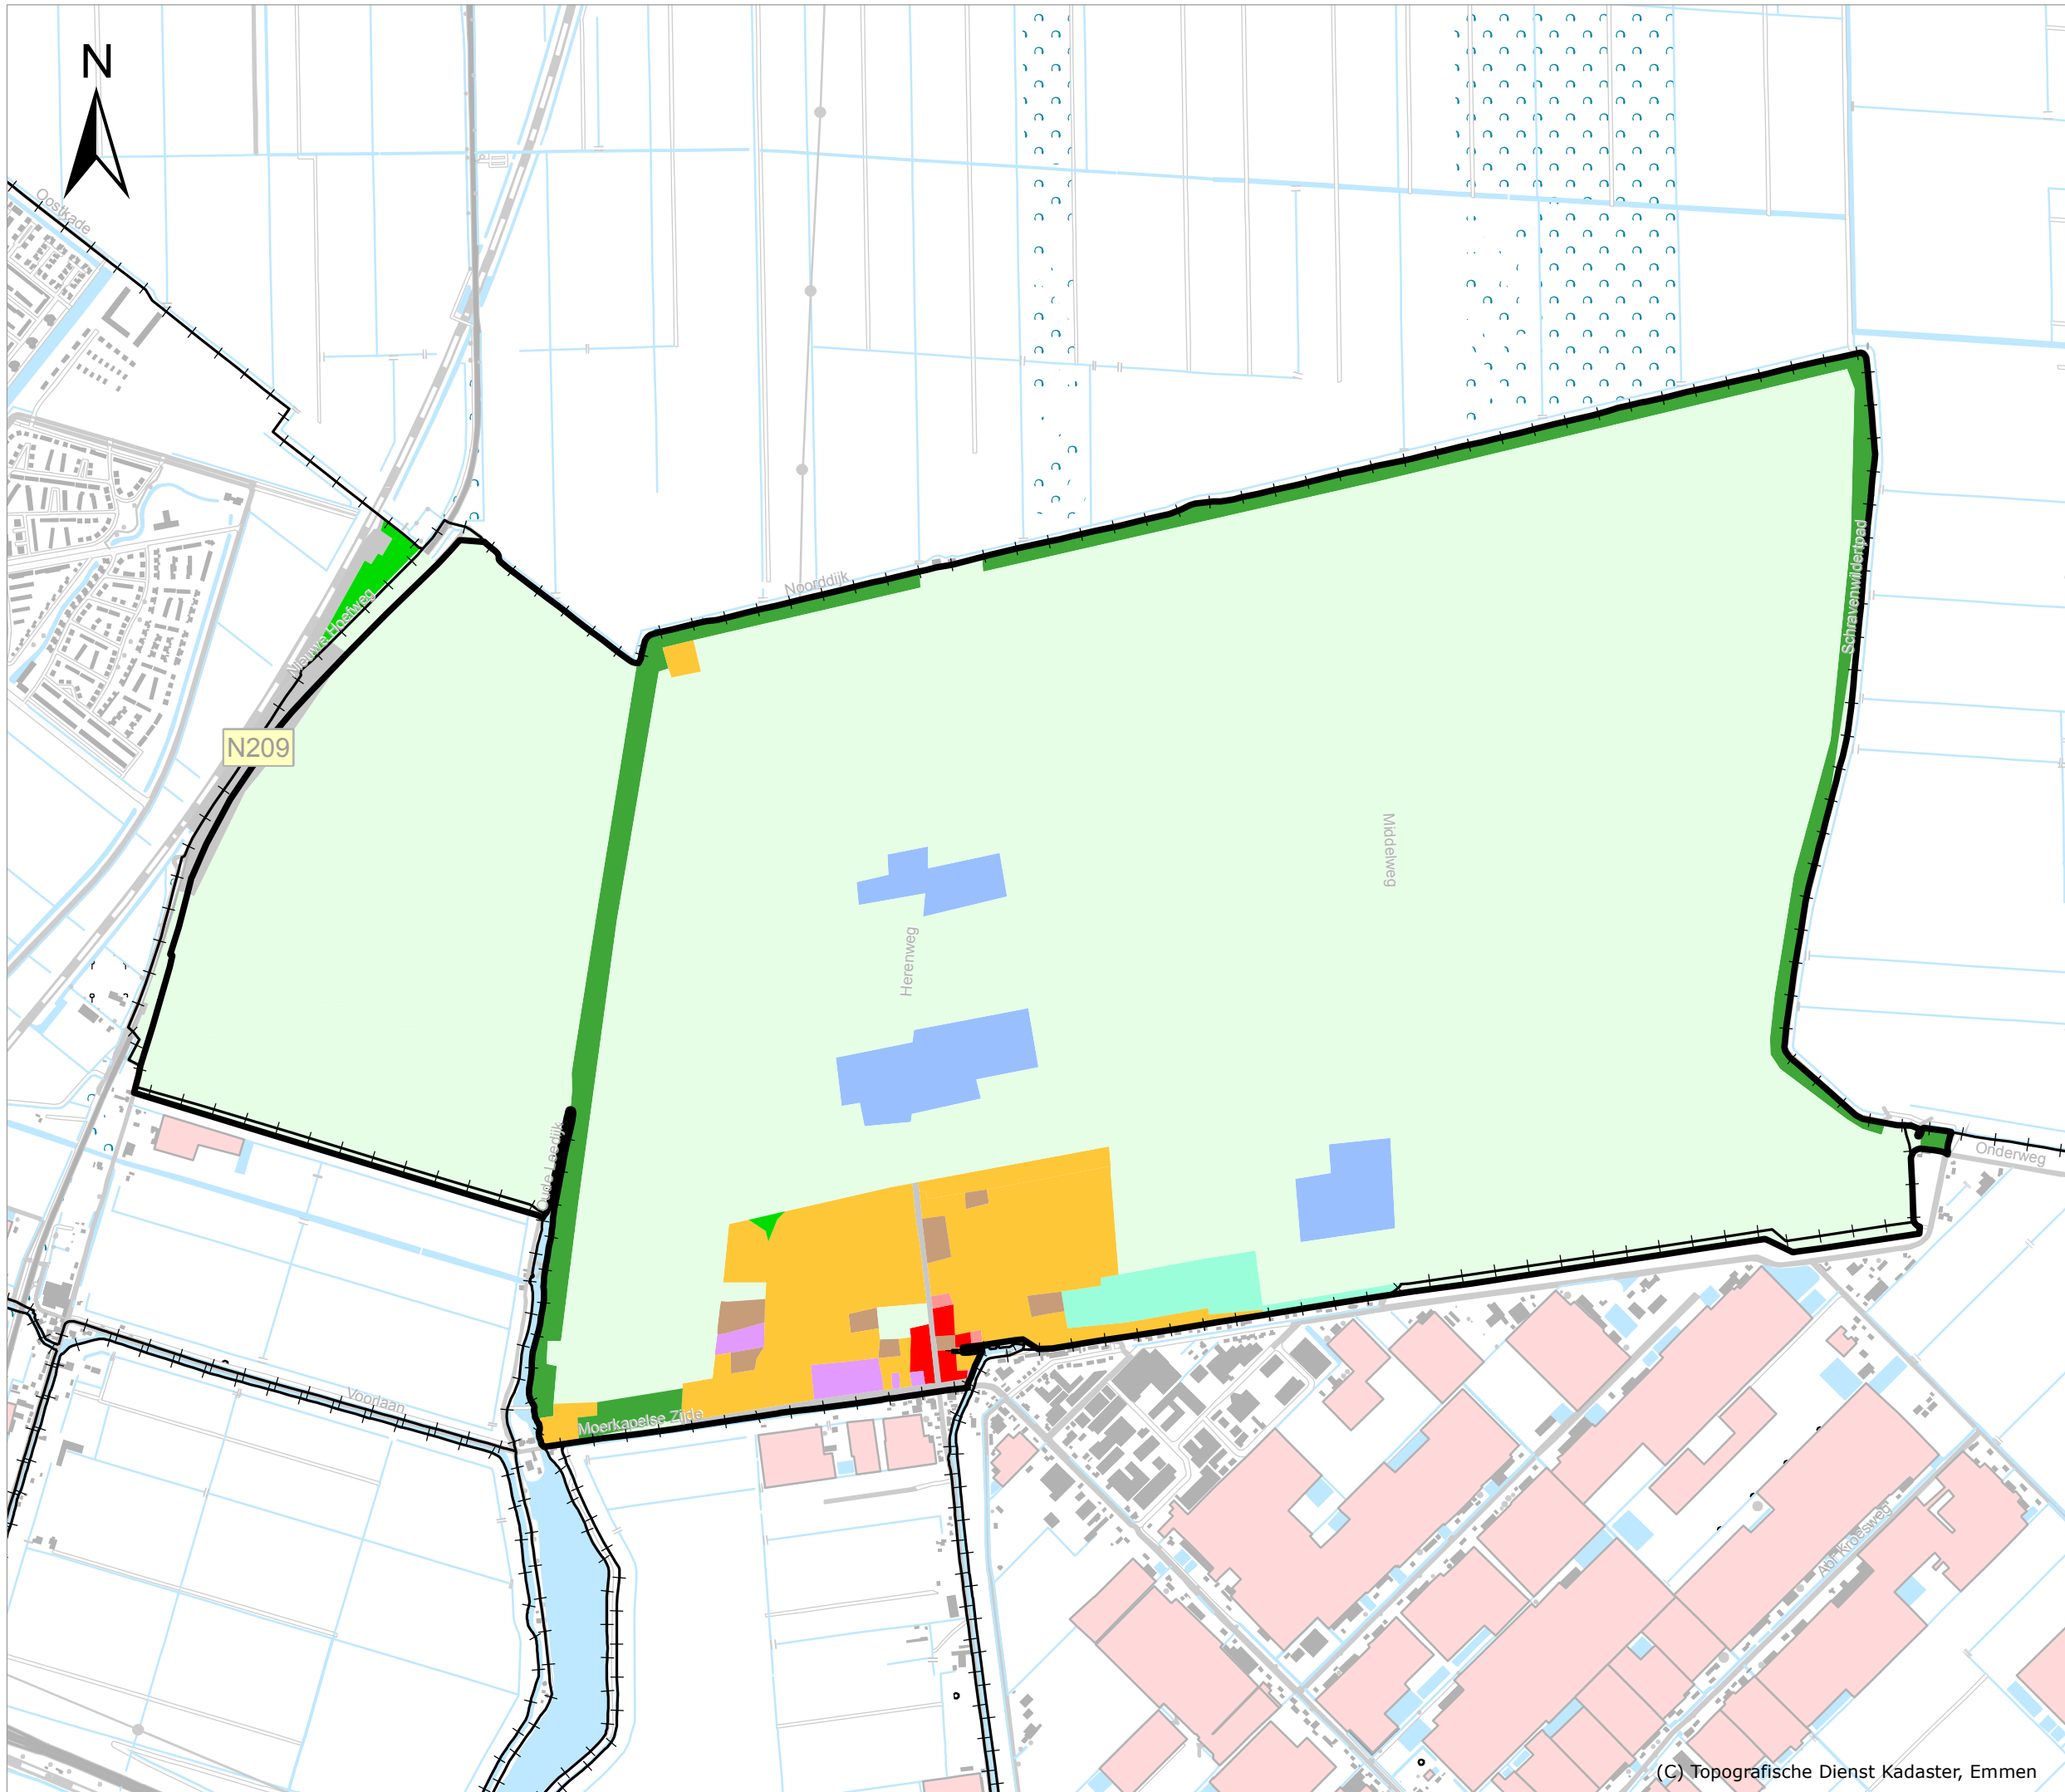 N
Oostkade
Noorddijk
Nieuwe Hoefweg
Schravenwildertpad
N209
Middelweg
Herenweg
Oude Leedijk
Onderweg
Voorlaan
Moerkapelse Zijde
Abr Kroesweg
(C) Topografische Dienst Kadaster, Emmen